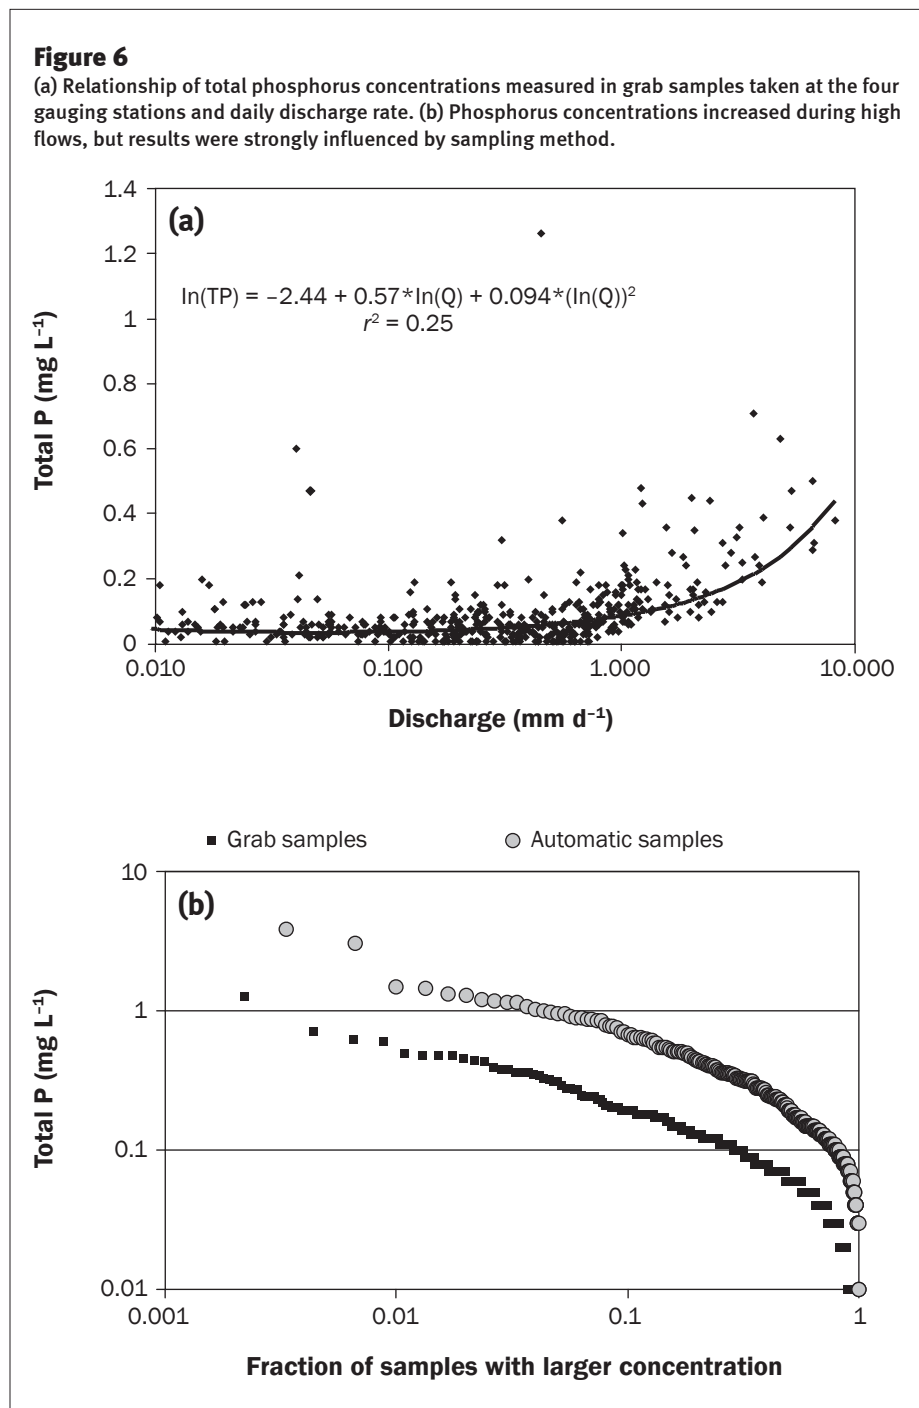 Figure 6
(a) Relationship of total phosphorus concentrations measured in grab samples taken at the four
gauging stations and daily discharge rate. (b) Phosphorus concentrations increased during high
flows, but results were strongly influenced by sampling method.
1.4
(a)
1.2
ln(TP) = –2.44 + 0.57*ln(Q) + 0.094*(ln(Q))²
r² = 0.25
1
0.8
0.6
0.4
0.2
0
Total P (mg L⁻¹)
0.010 0.100 1.000 10.000
Discharge (mm d⁻¹)
Grab samples Automatic samples
10
(b)
1
0.1
0.01
Total P (mg L⁻¹)
0.001 0.01 0.1 1
Fraction of samples with larger concentration